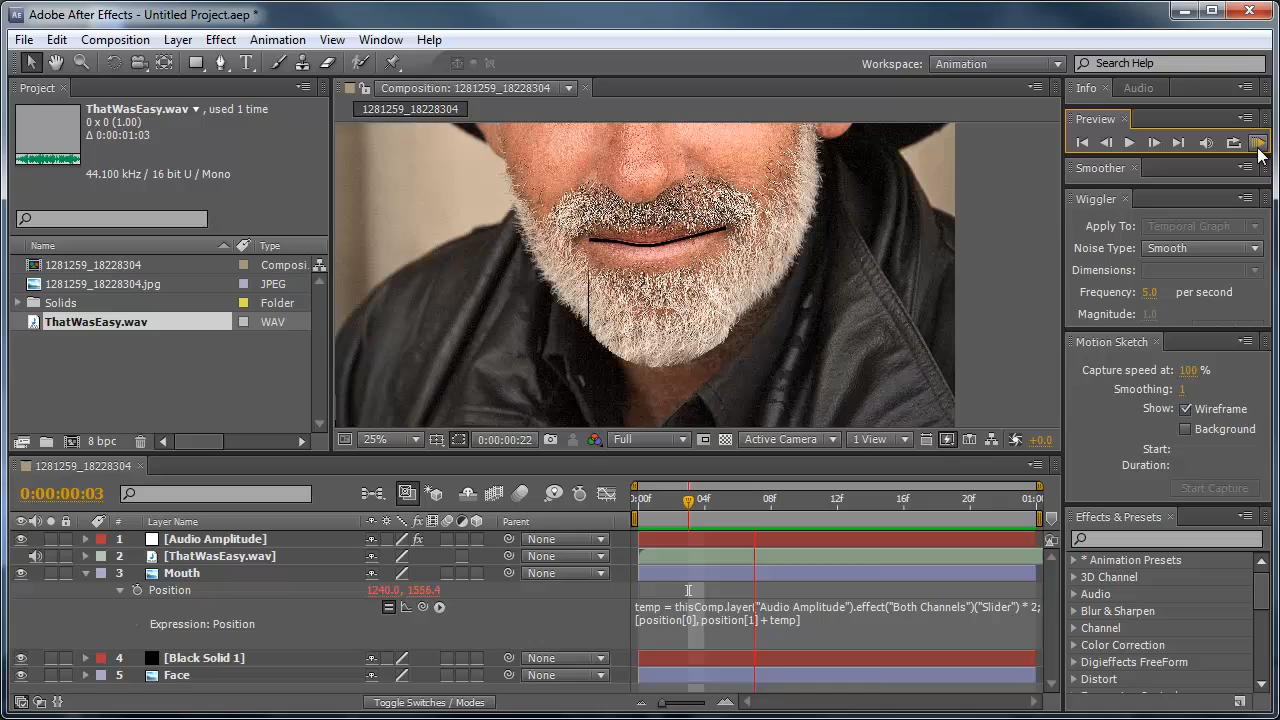 Adobe After Effects - Untitled Project.aep *
File Edit Composition Layer Effect Animation View Window Help
Workspace: Animation Search Help
Project
ThatWasEasy.wav , used 1 time
0 x 0 (1.00)
Δ 0:00:01:03
44.100 kHz / 16 bit U / Mono
Name Type
1281259_18228304 Composi
1281259_18228304.jpg JPEG
Solids Folder
ThatWasEasy.wav WAV
8 bpc
Composition: 1281259_18228304
1281259_18228304
25% 0:00:00:22 Full Active Camera 1 View +0.0
Info Audio
Preview
Smoother
Wiggler
Apply To: Temporal Graph
Noise Type: Smooth
Dimensions:
Frequency: 5.0 per second
Magnitude: 1.0
Motion Sketch
Capture speed at: 100 %
Smoothing: 1
Show: Wireframe
Background
Start:
Duration:
Start Capture
Effects & Presets
* Animation Presets
3D Channel
Audio
Blur & Sharpen
Channel
Color Correction
Digieffects FreeForm
Distort
1281259_18228304
0:00:00:03
0:00f 04f 08f 12f 16f 20f 01:00f
# Layer Name Parent
1 [Audio Amplitude] None
2 [ThatWasEasy.wav] None
3 Mouth None
Position 1240.0, 1556.4
Expression: Position
temp = thisComp.layer("Audio Amplitude").effect("Both Channels")("Slider") * 2;
[position[0], position[1] + temp]
4 [Black Solid 1] None
5 Face None
Toggle Switches / Modes